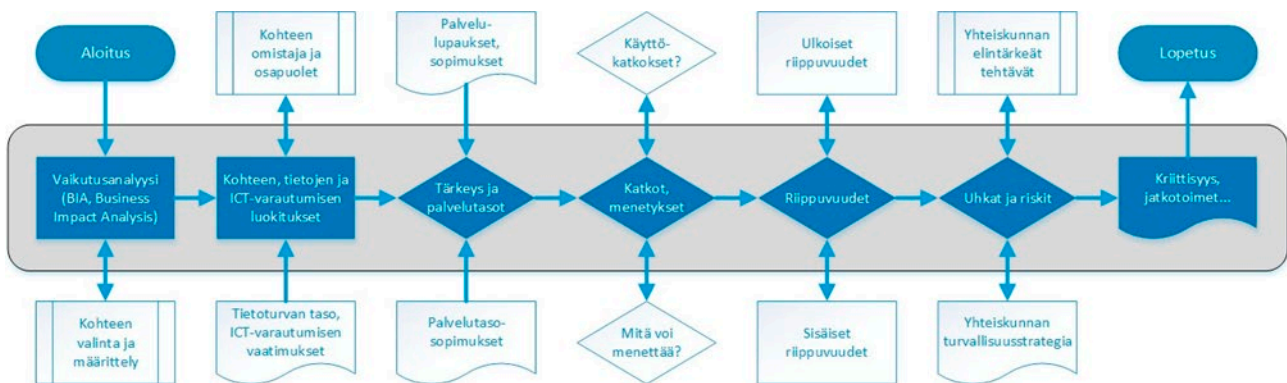 Aloitus
Kohteen
omistaja ja
osapuolet
Palvelu-
lupaukset,
sopimukset
Käyttö-
katkokset?
Ulkoiset
riippuvuudet
Yhteiskunnan
elintärkeät
tehtävät
Lopetus
Vaikutusanalyysi
(BIA, Business
Impact Analysis)
Kohteen, tietojen ja
ICT-varautumisen
luokitukset
Tärkeys ja
palvelutasot
Katkot,
menetykset
Riippuvuudet
Uhkat ja riskit
Kriittisyys,
jatkotoimet...
Kohteen
valinta ja
määrittely
Tietoturvan taso,
ICT-varautumisen
vaatimukset
Palvelutaso-
sopimukset
Mitä voi
menettää?
Sisäiset
riippuvuudet
Yhteiskunnan
turvallisuusstrategia